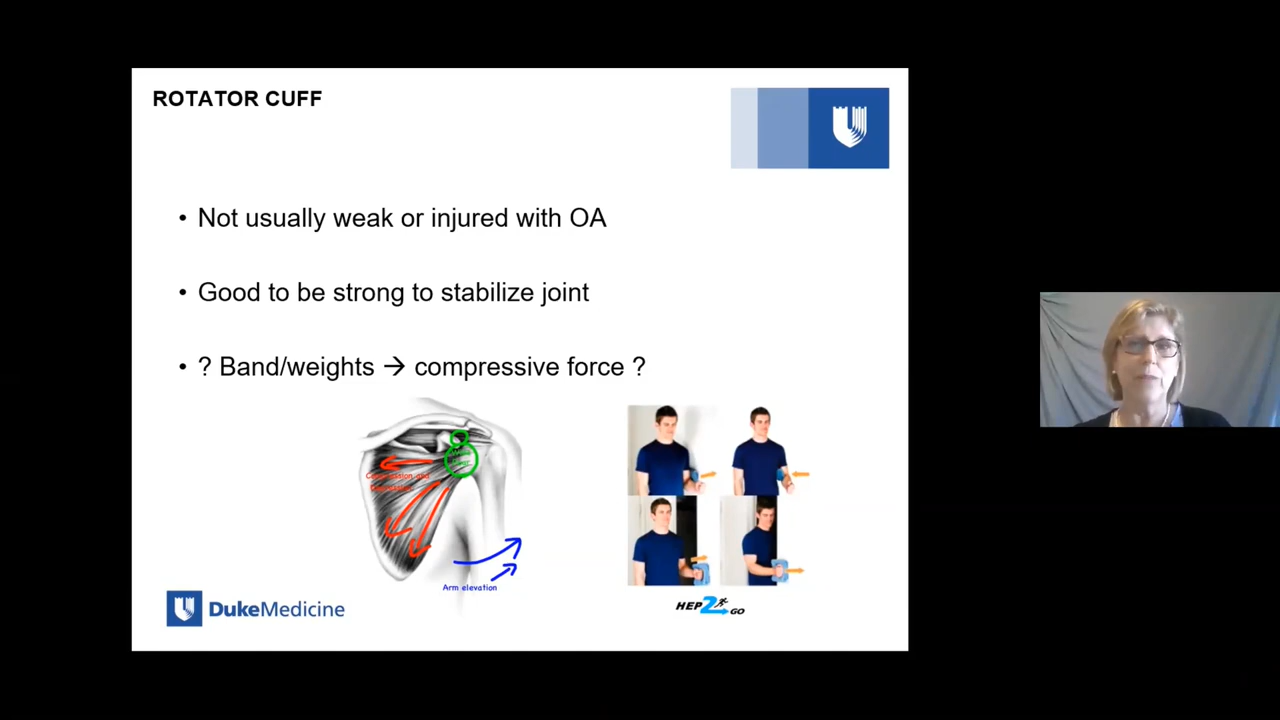 ROTATOR CUFF
• Not usually weak or injured with OA
• Good to be strong to stabilize joint
• ? Band/weights → compressive force ?
Arm elevation
HEP2GO
DukeMedicine